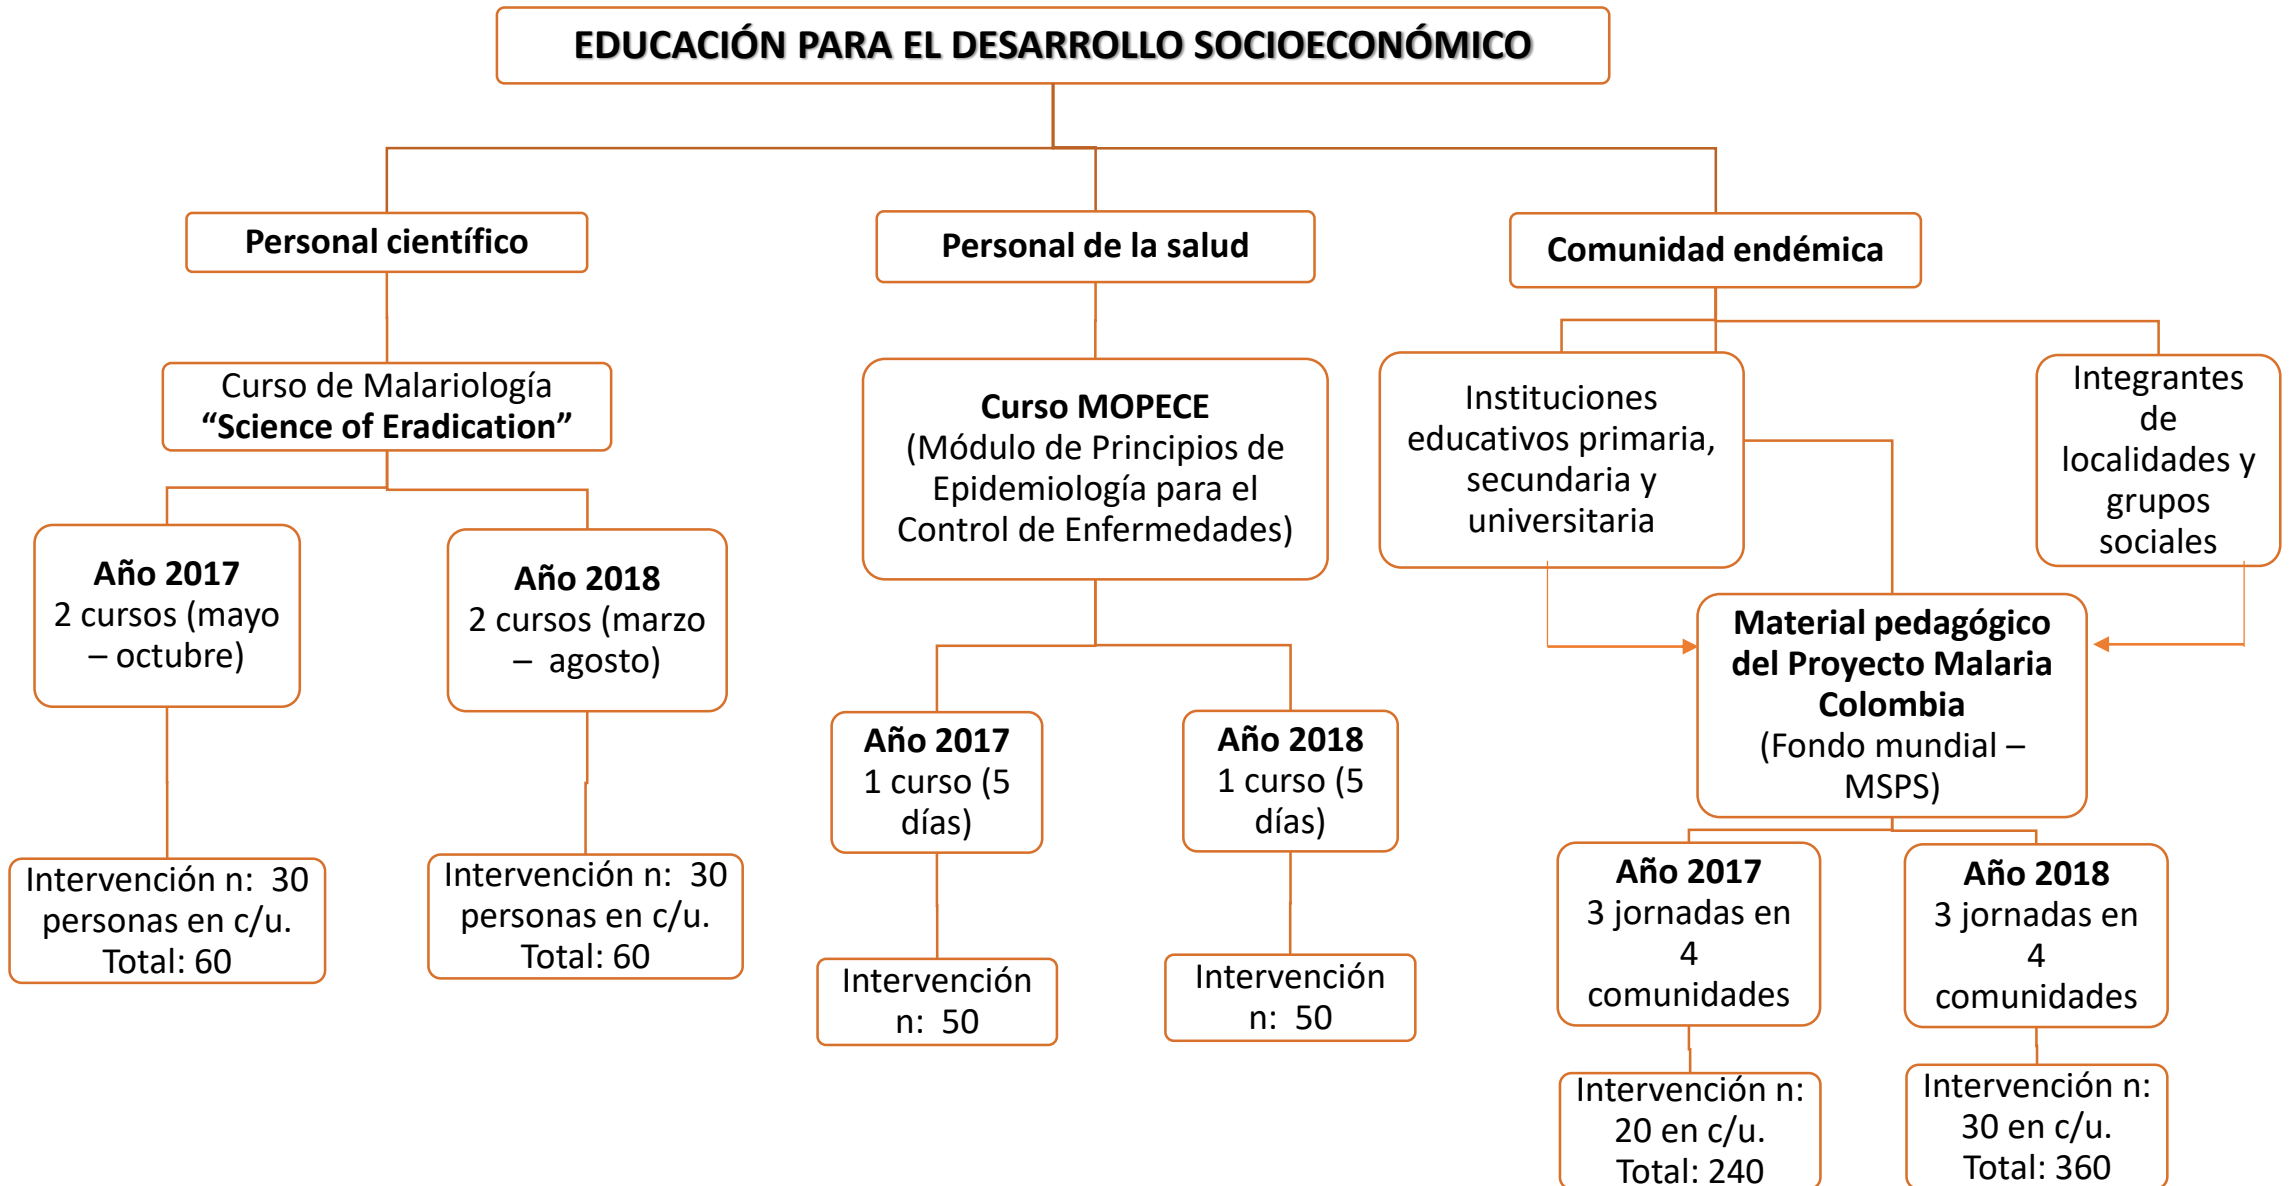 EDUCACIÓN PARA EL DESARROLLO SOCIOECONÓMICO
Personal científico
Personal de la salud
Comunidad endémica
Curso de Malariología
“Science of Eradication”
Curso MOPECE
(Módulo de Principios de
Epidemiología para el
Control de Enfermedades)
Instituciones
educativos primaria,
secundaria y
universitaria
Integrantes
de
localidades y
grupos
sociales
Año 2017
2 cursos (mayo
– octubre)
Año 2018
2 cursos (marzo
– agosto)
Material pedagógico
del Proyecto Malaria
Colombia
(Fondo mundial –
MSPS)
Año 2017
1 curso (5
días)
Año 2018
1 curso (5
días)
Año 2017
3 jornadas en
4
comunidades
Año 2018
3 jornadas en
4
comunidades
Intervención n: 30
personas en c/u.
Total: 60
Intervención n: 30
personas en c/u.
Total: 60
Intervención
n: 50
Intervención
n: 50
Intervención n:
20 en c/u.
Total: 240
Intervención n:
30 en c/u.
Total: 360